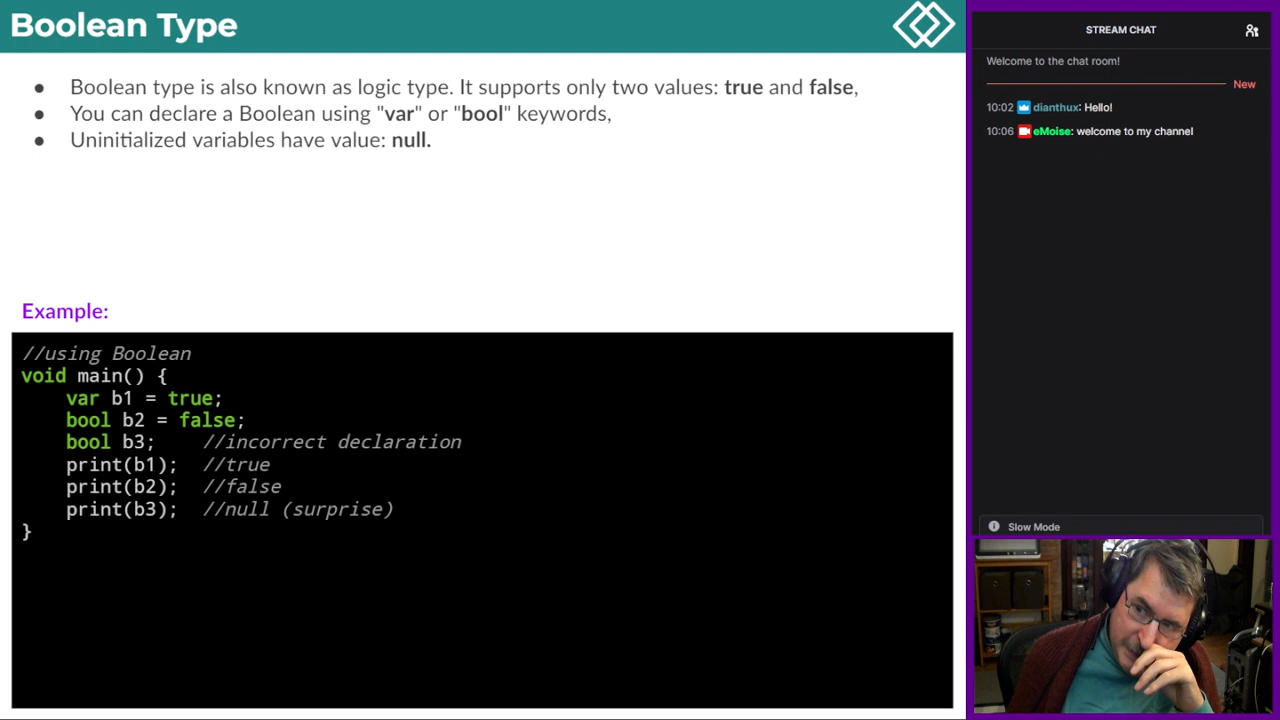 Boolean Type
● Boolean type is also known as logic type. It supports only two values: true and false,
● You can declare a Boolean using "var" or "bool" keywords,
● Uninitialized variables have value: null.
Example:
//using Boolean
void main() {
    var b1 = true;
    bool b2 = false;
    bool b3;    //incorrect declaration
    print(b1);  //true
    print(b2);  //false
    print(b3);  //null (surprise)
}
STREAM CHAT
Welcome to the chat room!
New
10:02 dianthux: Hello!
10:06 eMoise: welcome to my channel
Slow Mode